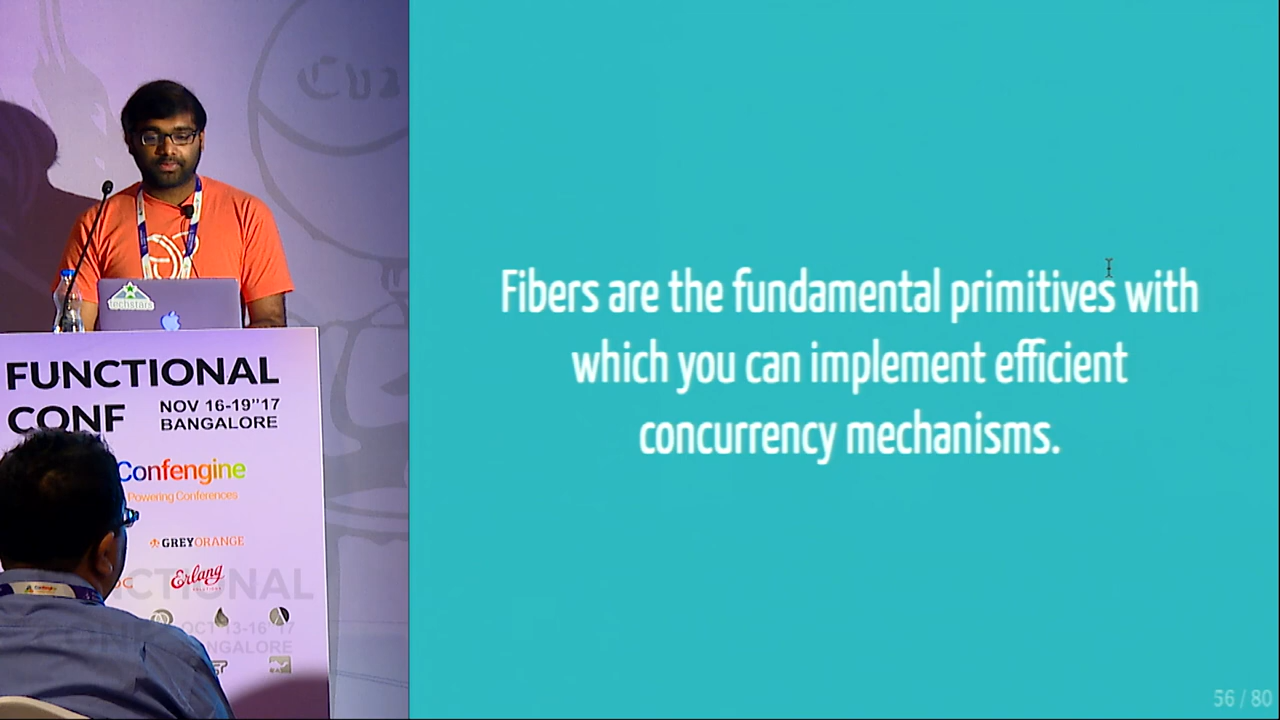 techstars
FUNCTIONAL
CONF
NOV 16-19"17
BANGALORE
Confengine
Powering Conferences
GREYORANGE
Erlang
SOLUTIONS
Fibers are the fundamental primitives with
which you can implement efficient
concurrency mechanisms.
56 / 80